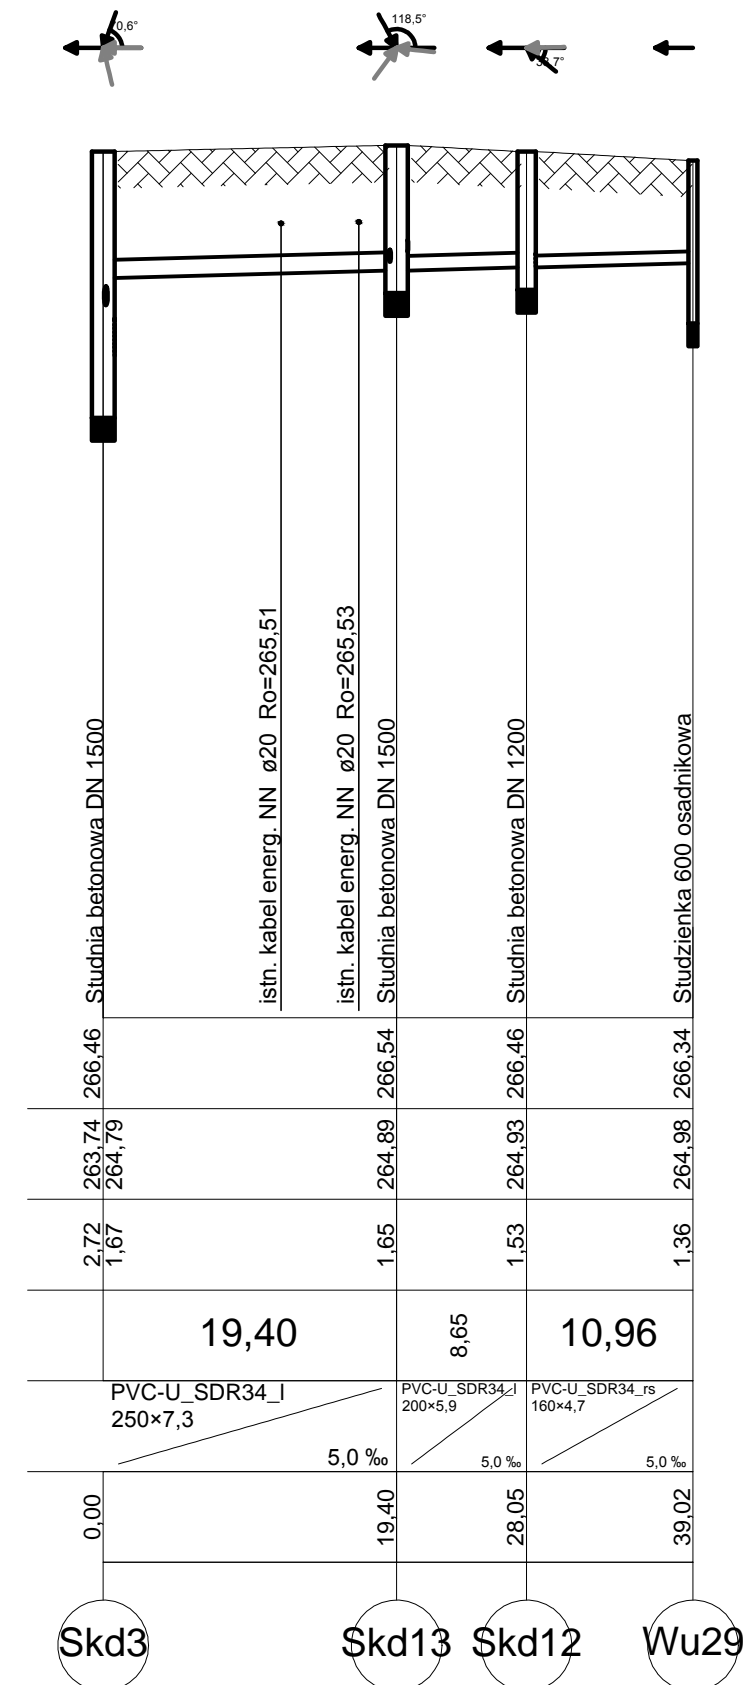 70,6°
118,5°
Studnia betonowa DN 1500
istn. kabel energ. NN ø20 Ro=265,51
istn. kabel energ. NN ø20 Ro=265,53
Studnia betonowa DN 1500
Studnia betonowa DN 1200
Studzienka 600 osadnikowa
266,46
266,54
266,46
266,34
263,74
264,79
264,89
264,93
264,98
2,72
1,67
1,65
1,53
1,36
19,40
8,65
10,96
PVC-U_SDR34_l
250×7,3
5,0 ‰
PVC-U_SDR34_l
200×5,9
5,0 ‰
PVC-U_SDR34_rs
160×4,7
5,0 ‰
0,00
19,40
28,05
39,02
Skd3
Skd13
Skd12
Wu29